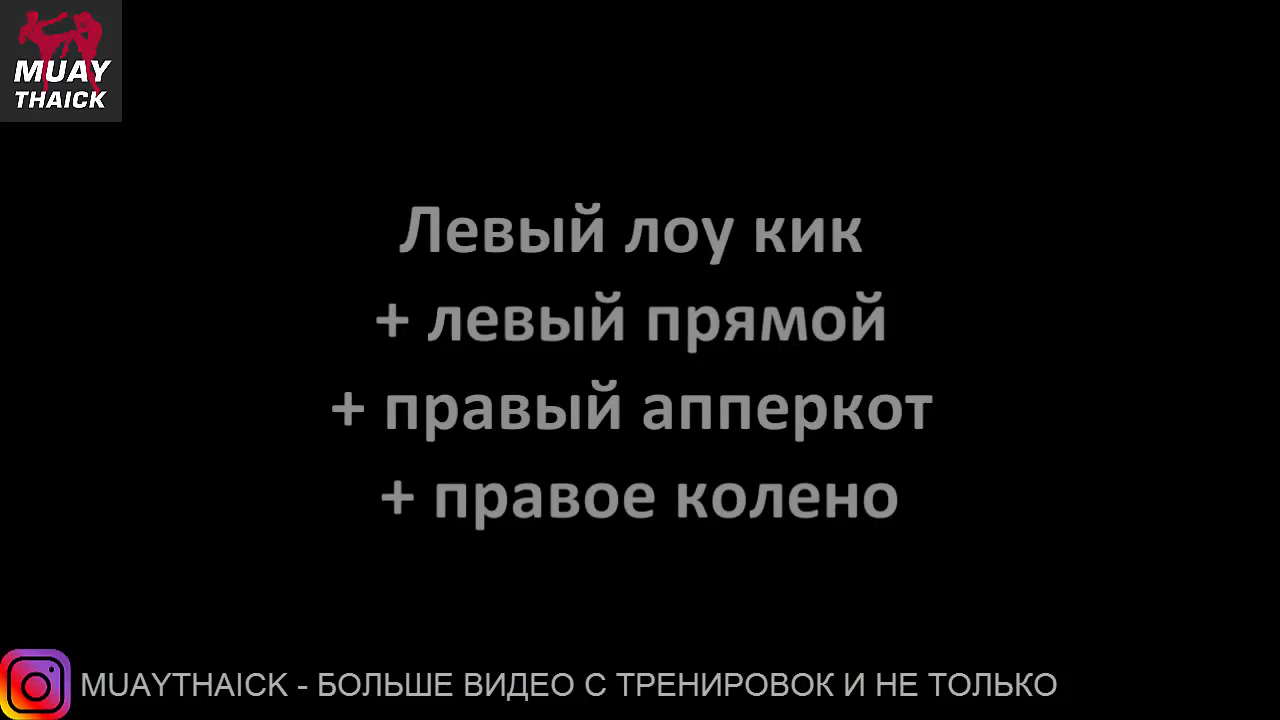 MUAY
THAICK
Левый лоу кик
+ левый прямой
+ правый апперкот
+ правое колено
MUAYTHAICK - БОЛЬШЕ ВИДЕО С ТРЕНИРОВОК И НЕ ТОЛЬКО